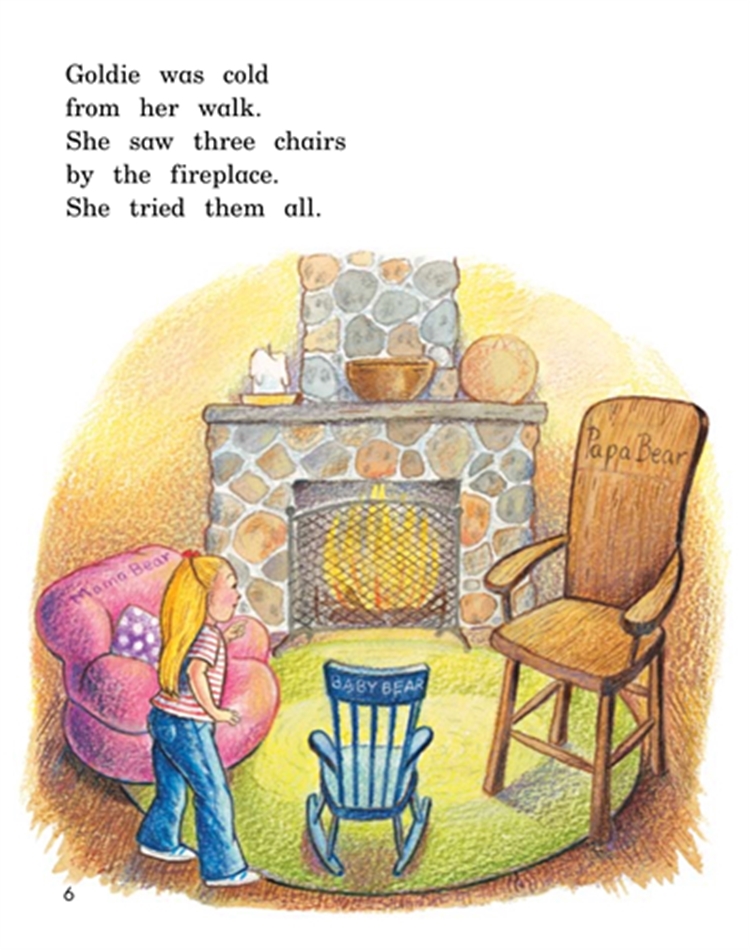 Goldie was cold
from her walk.
She saw three chairs
by the fireplace.
She tried them all.
Papa Bear
Mama Bear
BABY BEAR
6